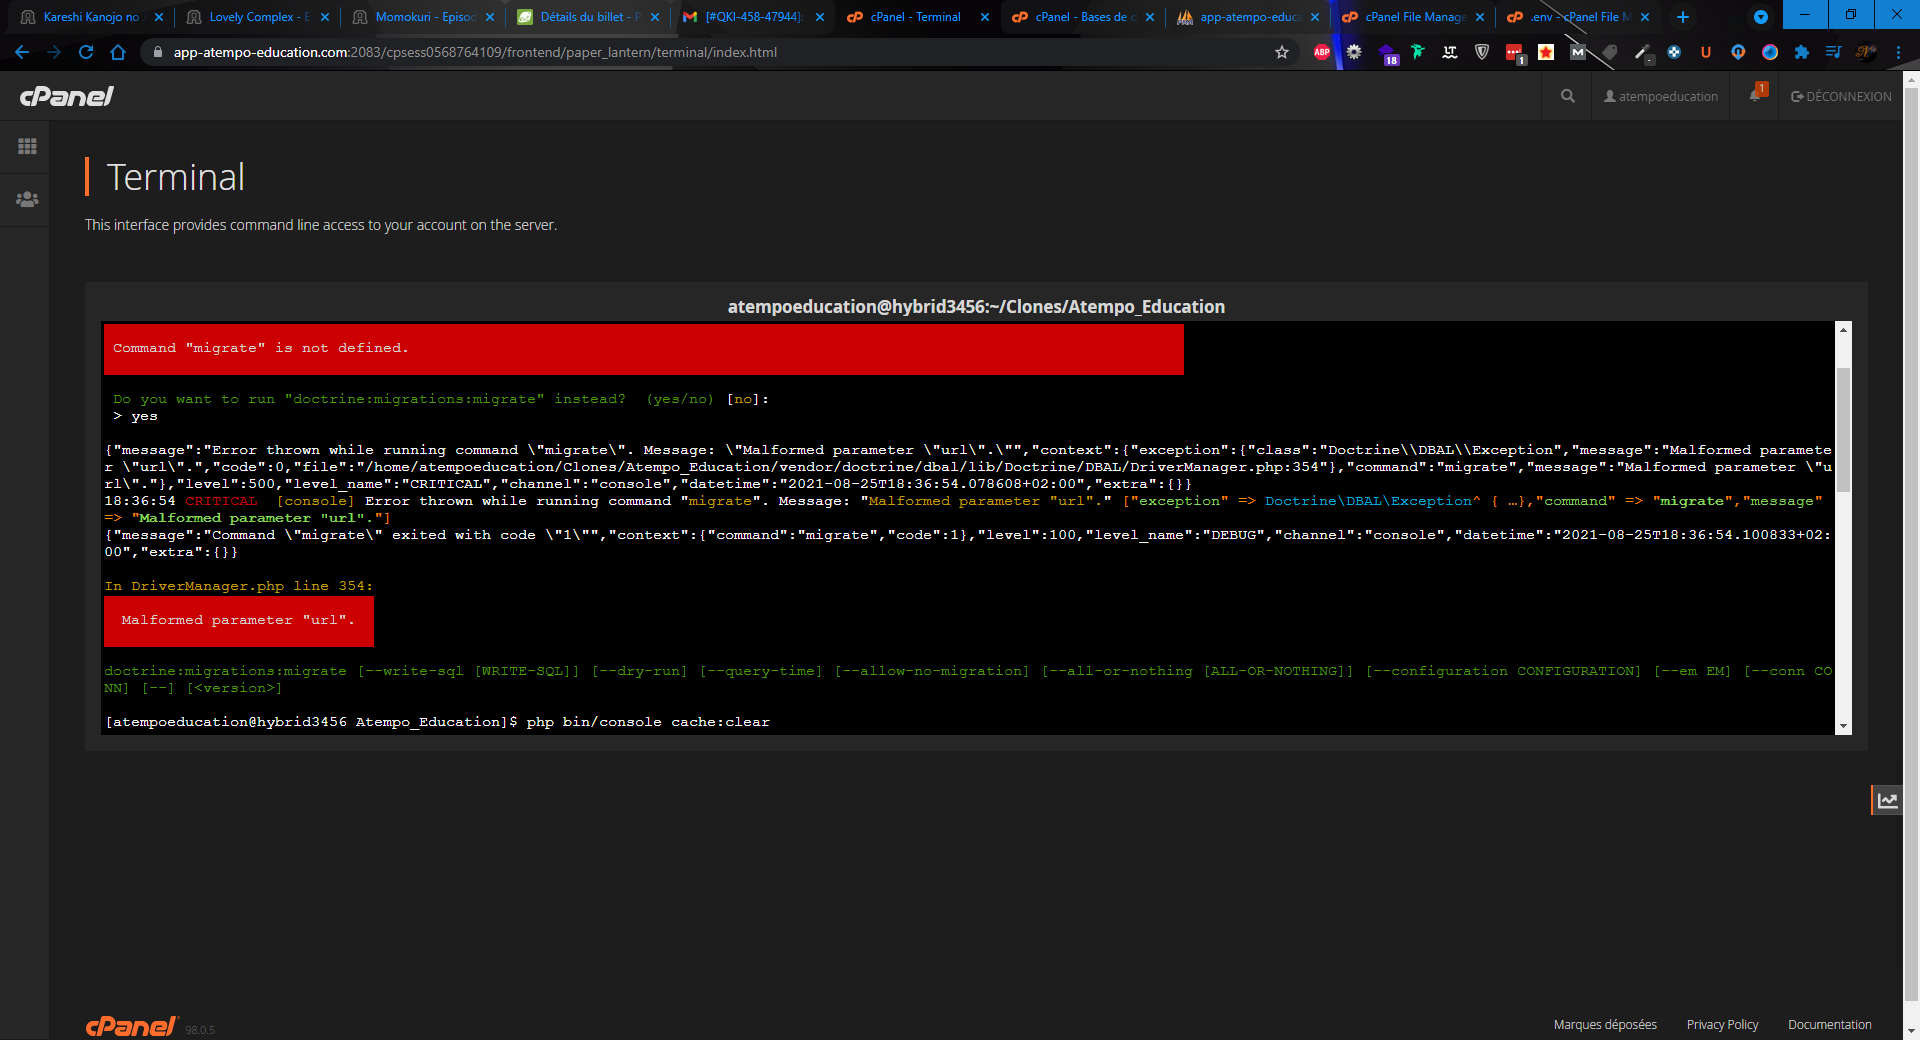 Kareshi Kanojo no
Lovely Complex - E
Momokuri - Episod
Détails du billet - P
[#QKI-458-47944]:
cPanel - Terminal
cPanel - Bases de d
app-atempo-educa
cPanel File Manage
.env - cPanel File M
app-atempo-education.com:2083/cpsess0568764109/frontend/paper_lantern/terminal/index.html
ABP
18
1
cPanel
atempoeducation
1
DÉCONNEXION
Terminal
This interface provides command line access to your account on the server.
atempoeducation@hybrid3456:~/Clones/Atempo_Education
Command "migrate" is not defined.
Do you want to run "doctrine:migrations:migrate" instead?  (yes/no) [no]:
> yes
{"message":"Error thrown while running command \"migrate\". Message: \"Malformed parameter \"url\".\"","context":{"exception":{"class":"Doctrine\\DBAL\\Exception","message":"Malformed paramete
r \"url\".","code":0,"file":"/home/atempoeducation/Clones/Atempo_Education/vendor/doctrine/dbal/lib/Doctrine/DBAL/DriverManager.php:354"},"command":"migrate","message":"Malformed parameter \"u
rl\"."},"level":500,"level_name":"CRITICAL","channel":"console","datetime":"2021-08-25T18:36:54.078608+02:00","extra":{}}
18:36:54 CRITICAL  [console] Error thrown while running command "migrate". Message: "Malformed parameter "url"." ["exception" => Doctrine\DBAL\Exception^ { …},"command" => "migrate","message"
=> "Malformed parameter "url"."]
{"message":"Command \"migrate\" exited with code \"1\"","context":{"command":"migrate","code":1},"level":100,"level_name":"DEBUG","channel":"console","datetime":"2021-08-25T18:36:54.100833+02:
00","extra":{}}
In DriverManager.php line 354:
Malformed parameter "url".
doctrine:migrations:migrate [--write-sql [WRITE-SQL]] [--dry-run] [--query-time] [--allow-no-migration] [--all-or-nothing [ALL-OR-NOTHING]] [--configuration CONFIGURATION] [--em EM] [--conn CO
NN] [--] [<version>]
[atempoeducation@hybrid3456 Atempo_Education]$ php bin/console cache:clear
cPanel 98.0.5
Marques déposées
Privacy Policy
Documentation